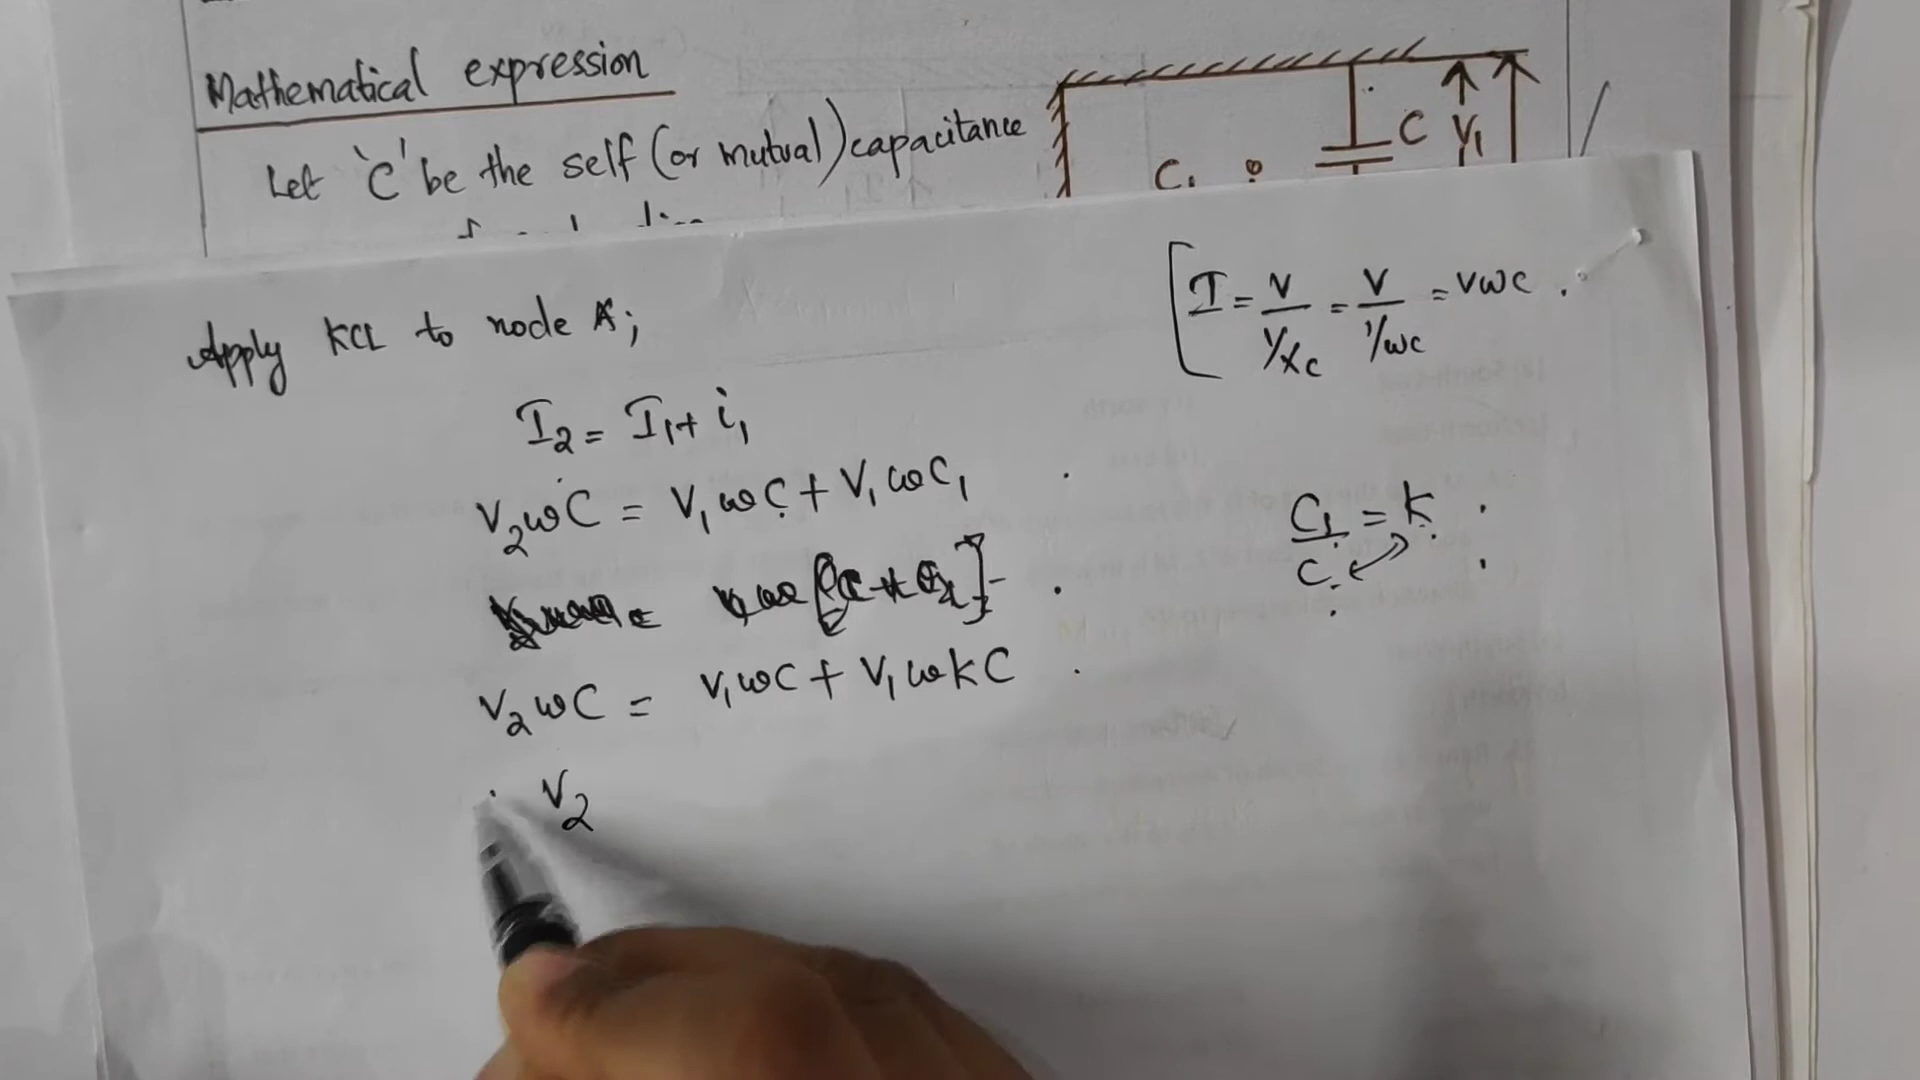 Mathematical expression
Let 'C' be the self (or mutual) capacitance
C V1
C1
Apply KCL to node A;
I = V / 1/Xc = V / 1/ωc = Vωc .
I2 = I1 + i1
V2ωC = V1ωC + V1ωC1
C1 / C = K
V2ωC = V1ωC + V1ωKC
V2